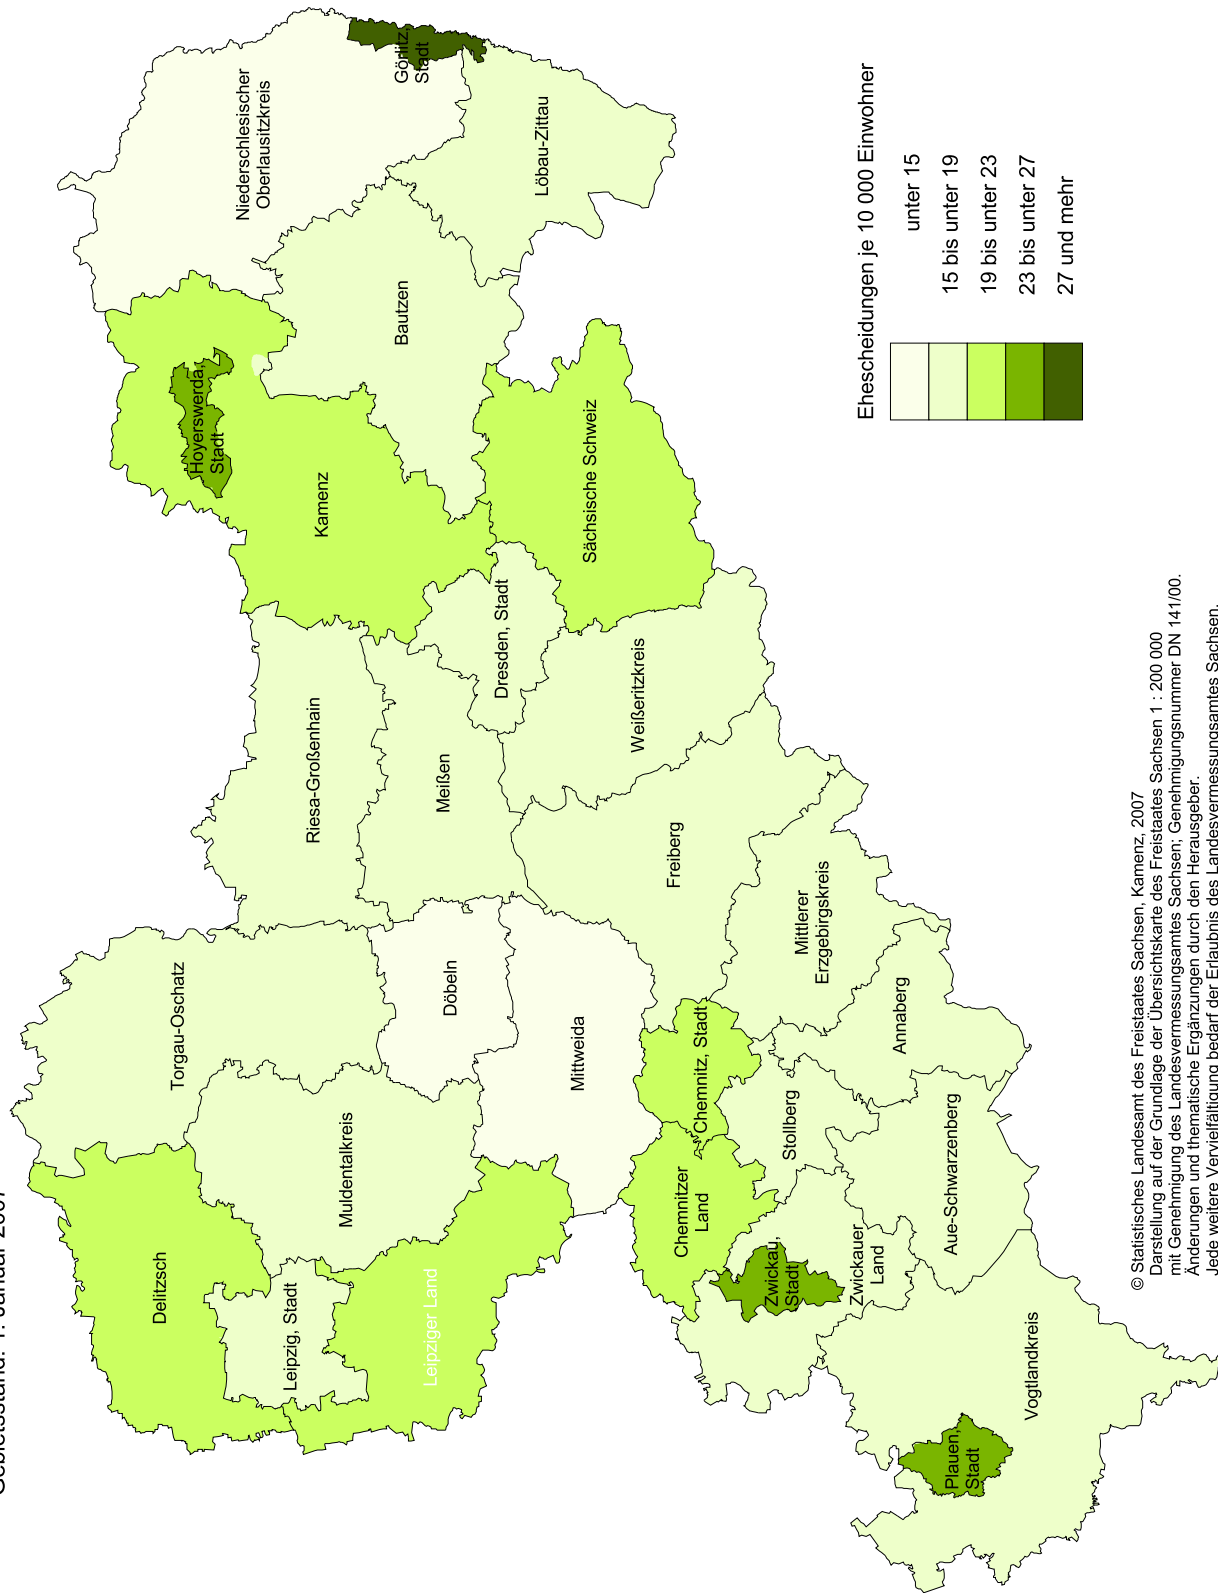 Gebietsstand: 1. Januar 2007
Niederschlesischer
Oberlausitzkreis
Görlitz,
Stadt
Löbau-Zittau
Bautzen
Hoyerswerda,
Stadt
Kamenz
Sächsische Schweiz
Dresden, Stadt
Weißeritzkreis
Riesa-Großenhain
Meißen
Freiberg
Mittlerer
Erzgebirgskreis
Torgau-Oschatz
Döbeln
Mittweida
Chemnitz, Stadt
Annaberg
Muldentalkreis
Stollberg
Aue-Schwarzenberg
Chemnitzer
Land
Delitzsch
Leipzig, Stadt
Leipziger Land
Zwickau,
Stadt
Zwickauer
Land
Vogtlandkreis
Plauen,
Stadt
Ehescheidungen je 10 000 Einwohner
unter 15
15 bis unter 19
19 bis unter 23
23 bis unter 27
27 und mehr
© Statistisches Landesamt des Freistaates Sachsen, Kamenz, 2007
Darstellung auf der Grundlage der Übersichtskarte des Freistaates Sachsen 1 : 200 000
mit Genehmigung des Landesvermessungsamtes Sachsen; Genehmigungsnummer DN 141/00.
Änderungen und thematische Ergänzungen durch den Herausgeber.
Jede weitere Vervielfältigung bedarf der Erlaubnis des Landesvermessungsamtes Sachsen.